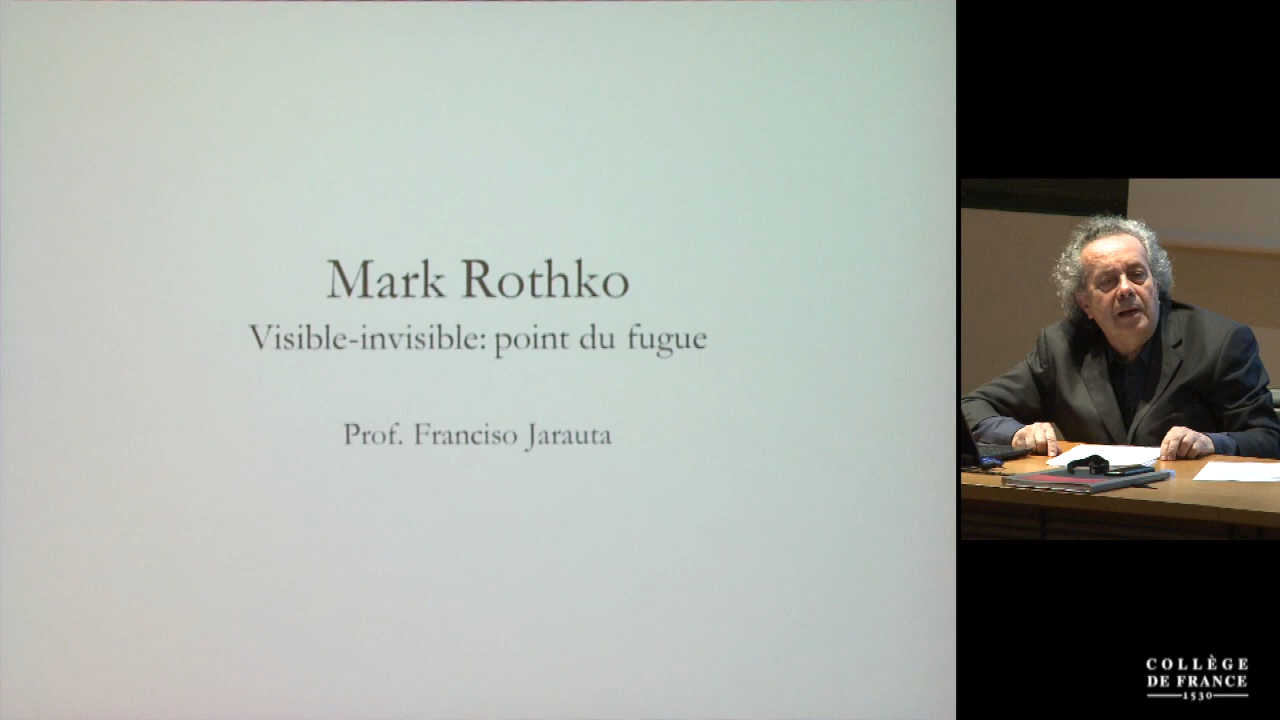 Mark Rothko
Visible-invisible: point du fugue
Prof. Franciso Jarauta
COLLÈGE
DE FRANCE
1530